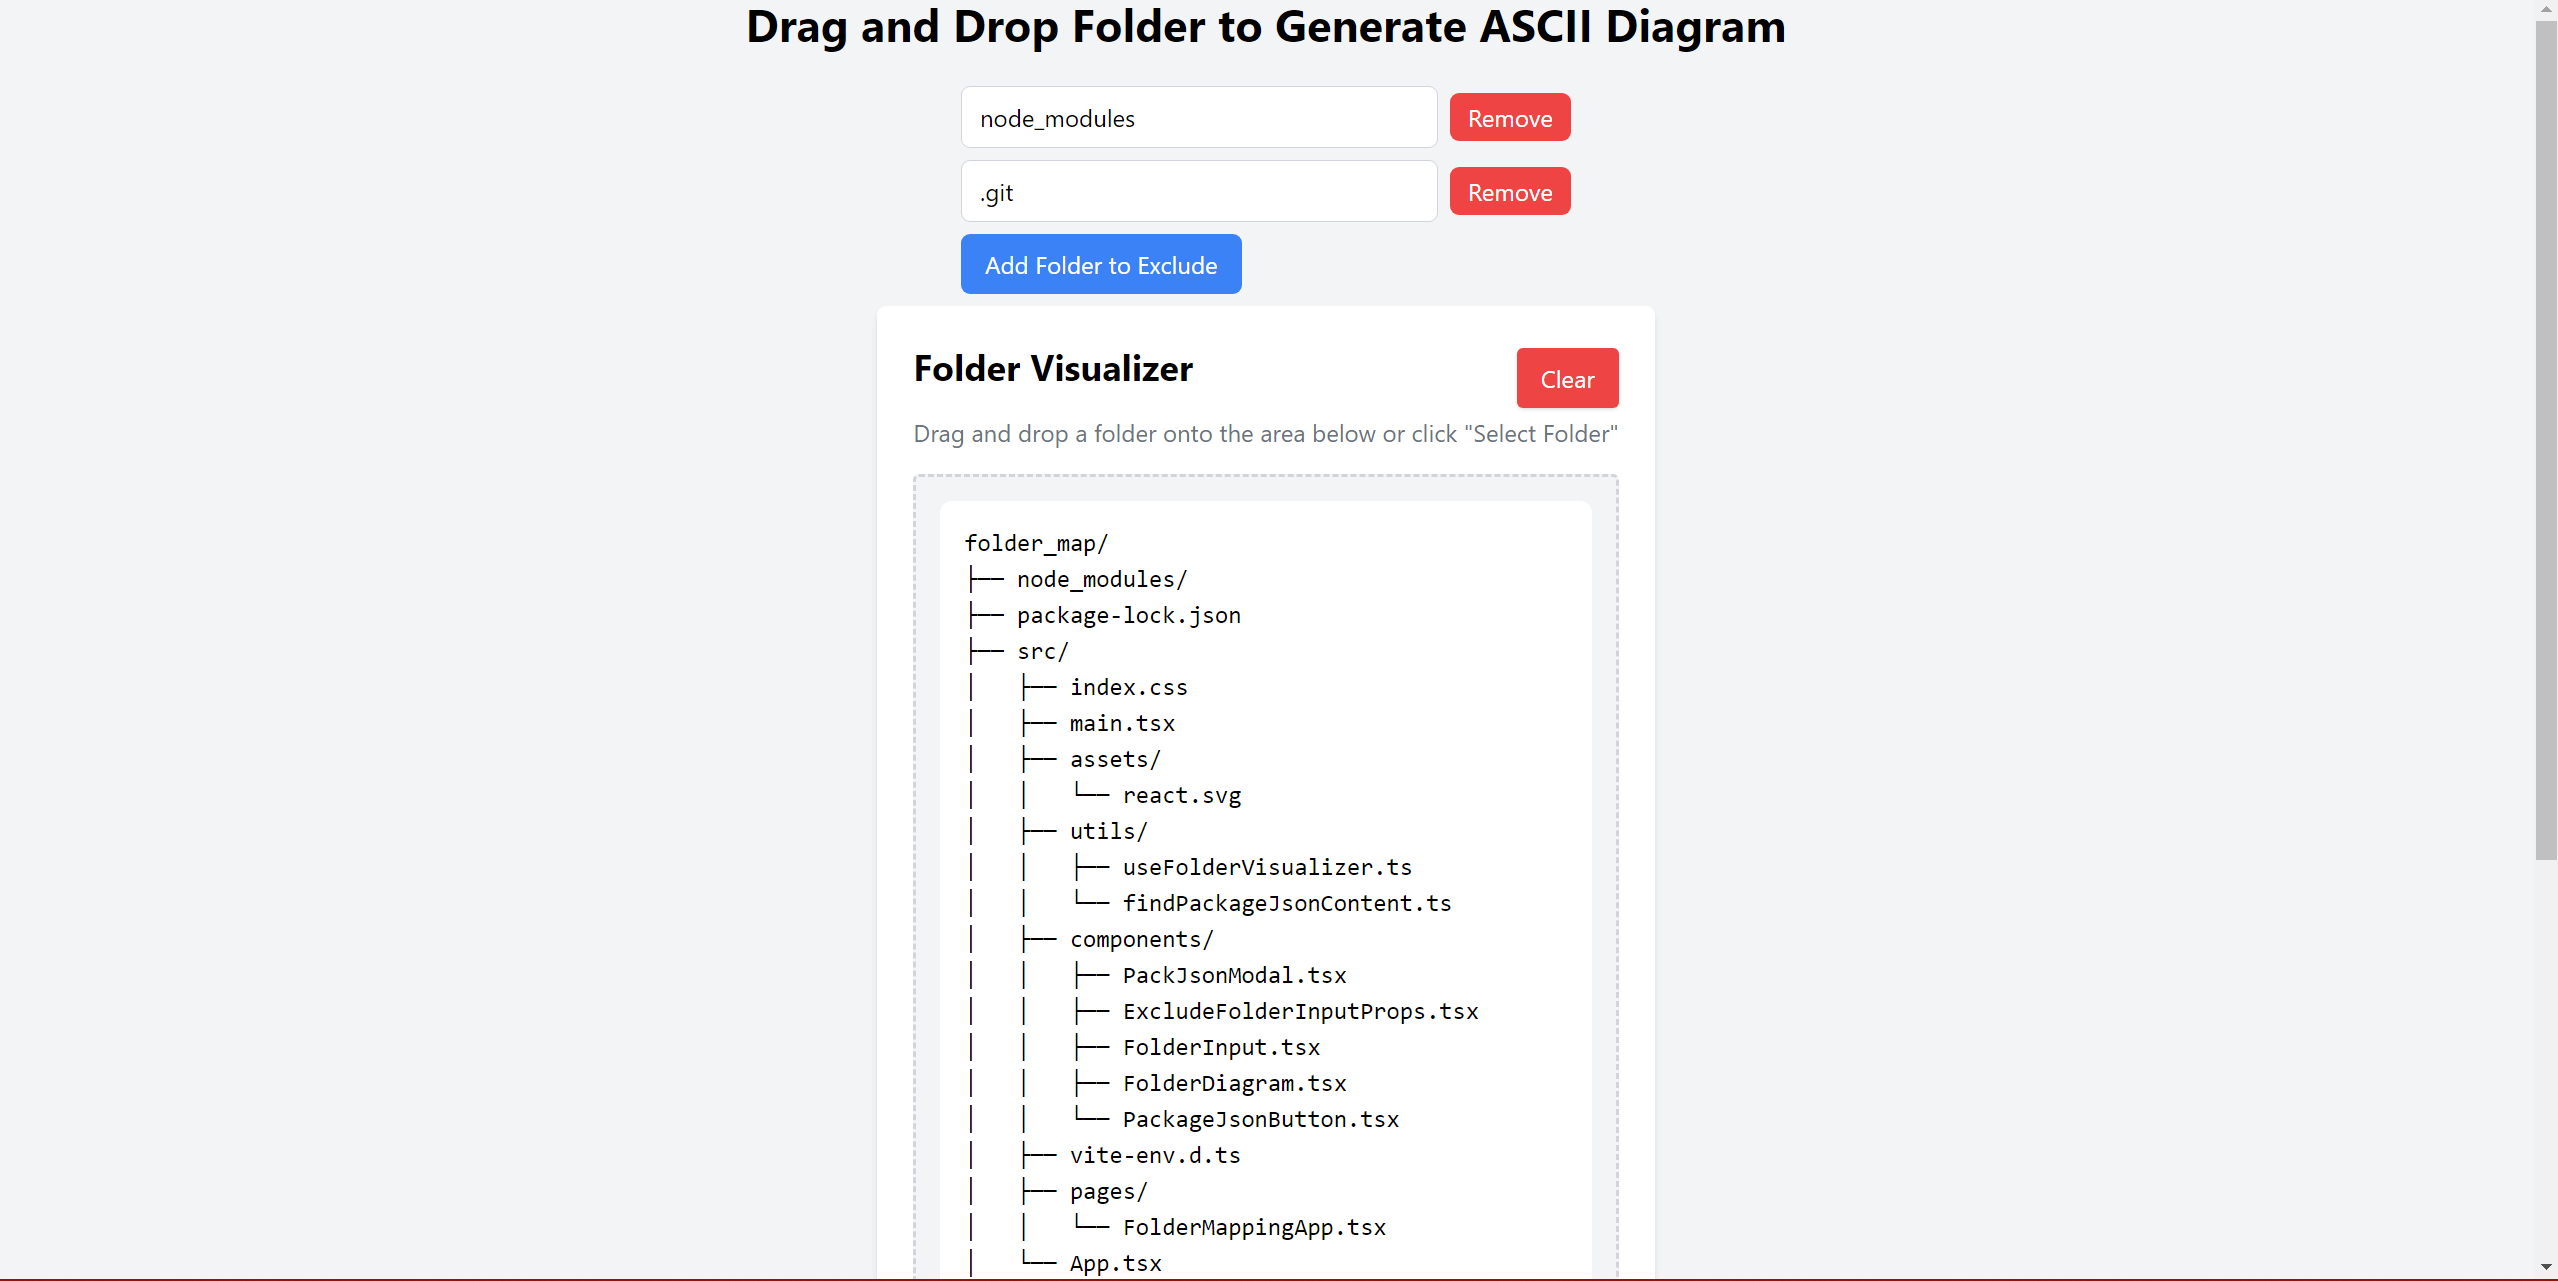 Drag and Drop Folder to Generate ASCII Diagram
node_modules Remove
.git Remove
Add Folder to Exclude
Folder Visualizer Clear
Drag and drop a folder onto the area below or click "Select Folder"
folder_map/
├── node_modules/
├── package-lock.json
├── src/
│   ├── index.css
│   ├── main.tsx
│   ├── assets/
│   │   └── react.svg
│   ├── utils/
│   │   ├── useFolderVisualizer.ts
│   │   └── findPackageJsonContent.ts
│   ├── components/
│   │   ├── PackJsonModal.tsx
│   │   ├── ExcludeFolderInputProps.tsx
│   │   ├── FolderInput.tsx
│   │   ├── FolderDiagram.tsx
│   │   └── PackageJsonButton.tsx
│   ├── vite-env.d.ts
│   ├── pages/
│   │   └── FolderMappingApp.tsx
│   └── App.tsx